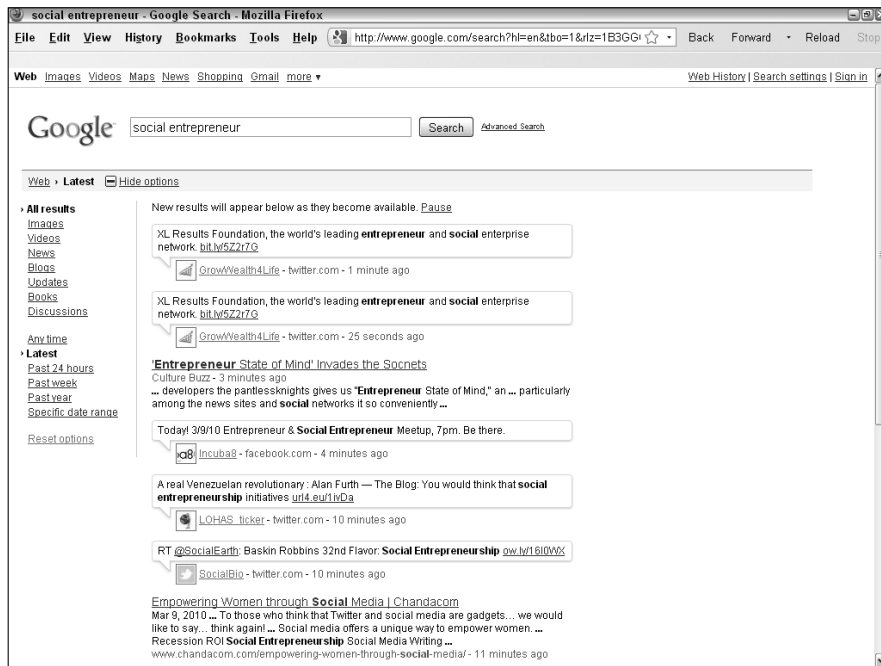 social entrepreneur - Google Search - Mozilla Firefox
File Edit View History Bookmarks Tools Help http://www.google.com/search?hl=en&tbo=1&rlz=1B3GG Back Forward Reload Stop
Web Images Videos Maps News Shopping Gmail more ▾ Web History | Search settings | Sign in
Google social entrepreneur Search Advanced Search
Web › Latest Hide options
› All results
Images
Videos
News
Blogs
Updates
Books
Discussions
Any time
› Latest
Past 24 hours
Past week
Past year
Specific date range
Reset options
New results will appear below as they become available. Pause
XL Results Foundation, the world's leading entrepreneur and social enterprise
network. bit.ly/5Z2r7G
GrowWealth4Life - twitter.com - 1 minute ago
XL Results Foundation, the world's leading entrepreneur and social enterprise
network. bit.ly/5Z2r7G
GrowWealth4Life - twitter.com - 25 seconds ago
'Entrepreneur State of Mind' Invades the Socnets
Culture Buzz - 3 minutes ago
... developers the pantlessknights gives us "Entrepreneur State of Mind," an ... particularly
among the news sites and social networks it so conveniently ...
Today! 3/9/10 Entrepreneur & Social Entrepreneur Meetup, 7pm. Be there.
a8
Incuba8 - facebook.com - 4 minutes ago
A real Venezuelan revolutionary : Alan Furth — The Blog: You would think that social
entrepreneurship initiatives url4.eu/1ivDa
LOHAS_ticker - twitter.com - 10 minutes ago
RT @SocialEarth: Baskin Robbins 32nd Flavor: Social Entrepreneurship ow.ly/16I0WX
SocialBio - twitter.com - 10 minutes ago
Empowering Women through Social Media | Chandacom
Mar 9, 2010 ... To those who think that Twitter and social media are gadgets... we would
like to say... think again! ... Social media offers a unique way to empower women. ...
Recession ROI Social Entrepreneurship Social Media Writing ...
www.chandacom.com/empowering-women-through-social-media/ - 11 minutes ago